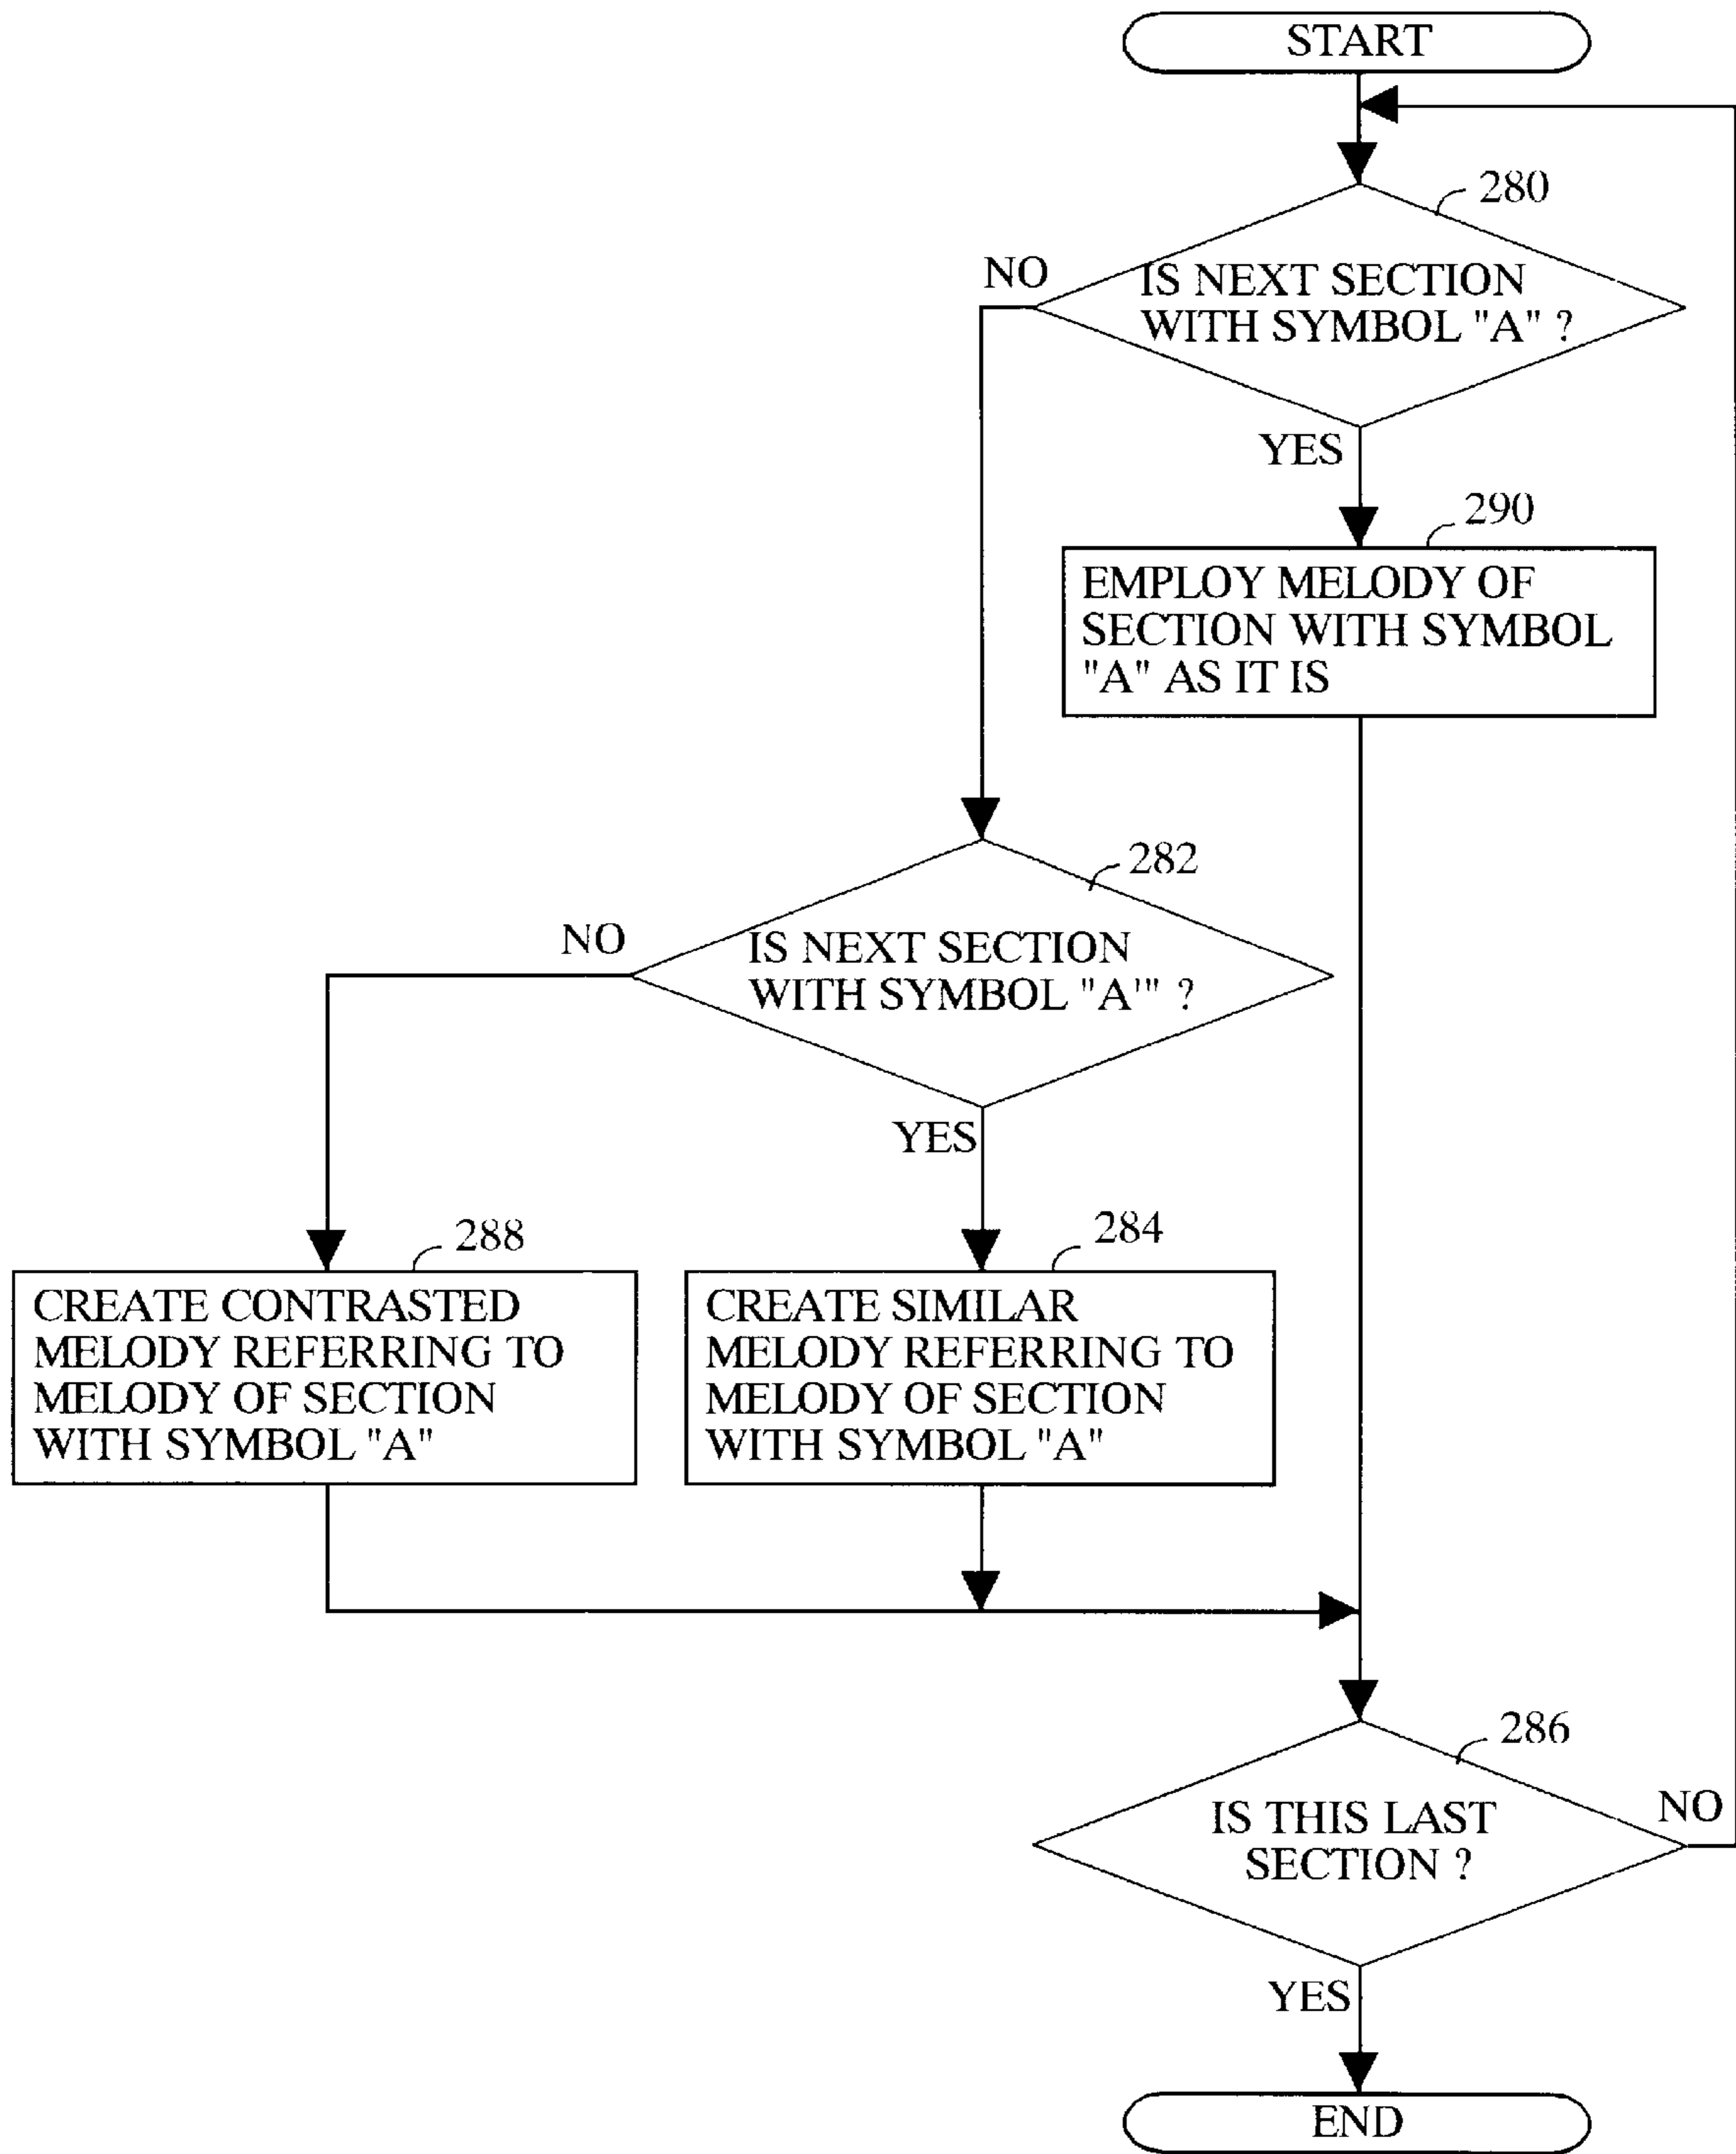 START
280
NO
IS NEXT SECTION
WITH SYMBOL "A" ?
YES
290
EMPLOY MELODY OF
SECTION WITH SYMBOL
"A" AS IT IS
282
NO
IS NEXT SECTION
WITH SYMBOL "A'" ?
YES
288
CREATE CONTRASTED
MELODY REFERRING TO
MELODY OF SECTION
WITH SYMBOL "A"
284
CREATE SIMILAR
MELODY REFERRING TO
MELODY OF SECTION
WITH SYMBOL "A"
286
IS THIS LAST
SECTION ?
NO
YES
END